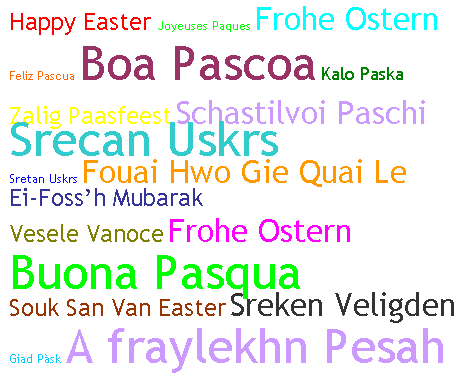 Happy Easter Joyeuses Paques Frohe Ostern
Feliz Pascua Boa Pascoa Kalo Paska
Zalig Paasfeest Schastilvoi Paschi
Srecan Uskrs
Sretan Uskrs Fouai Hwo Gie Quai Le
Ei-Foss’h Mubarak
Vesele Vanoce Frohe Ostern
Buona Pasqua
Souk San Van Easter Sreken Veligden
Giad Pàsk A fraylekhn Pesah